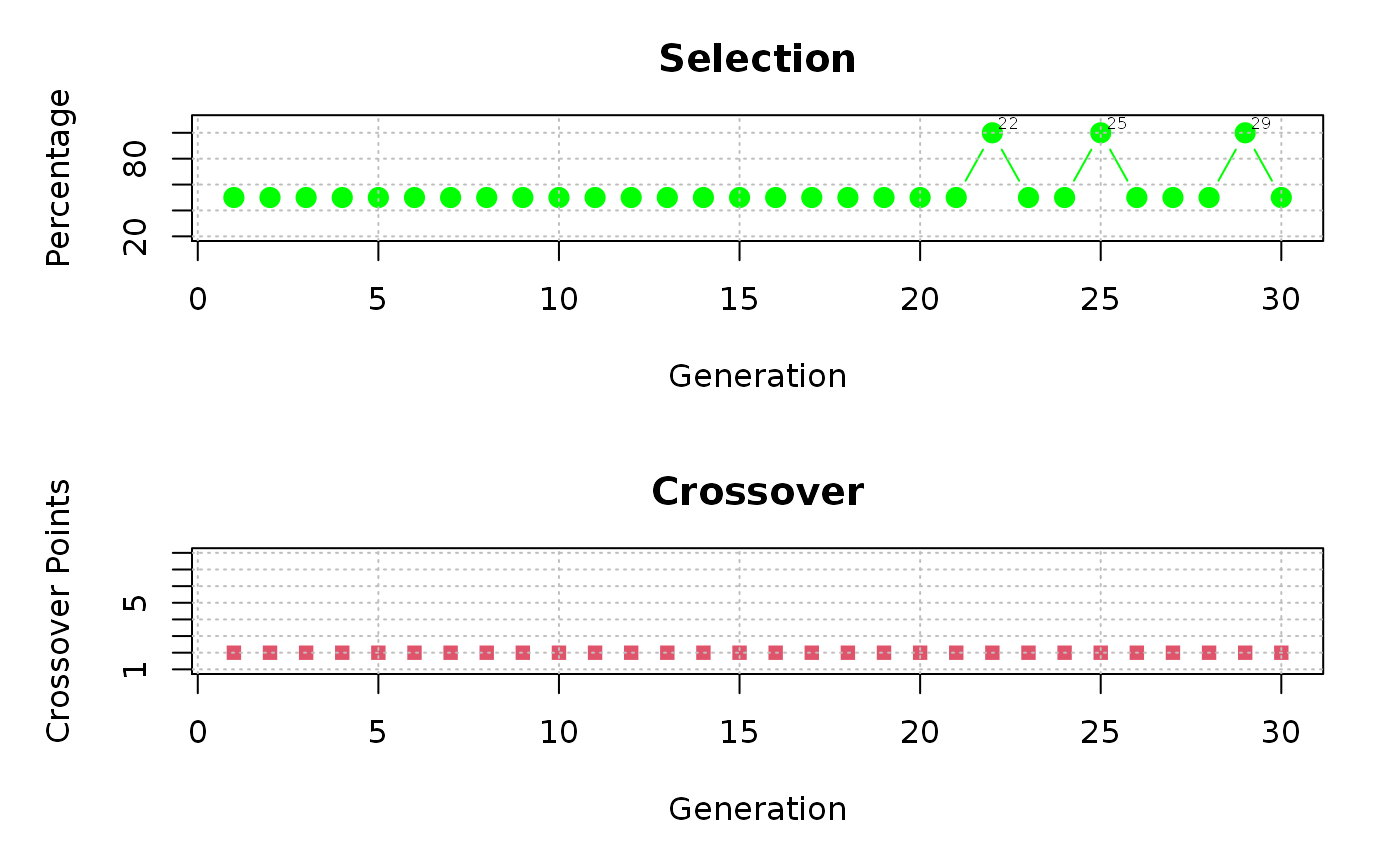 Selection
Percentage
80
20
22 25 29
0 5 10 15 20 25 30
Generation
Crossover
Crossover Points
5
1
0 5 10 15 20 25 30
Generation